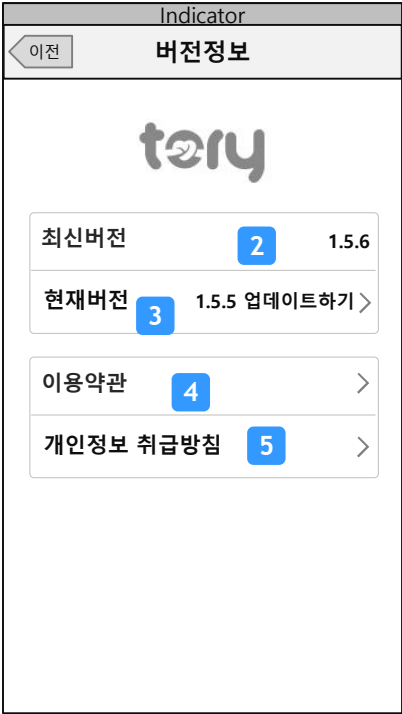 Indicator
이전 버전정보
tory
최신버전 2 1.5.6
현재버전 3 1.5.5 업데이트하기
이용약관 4
개인정보 취급방침 5